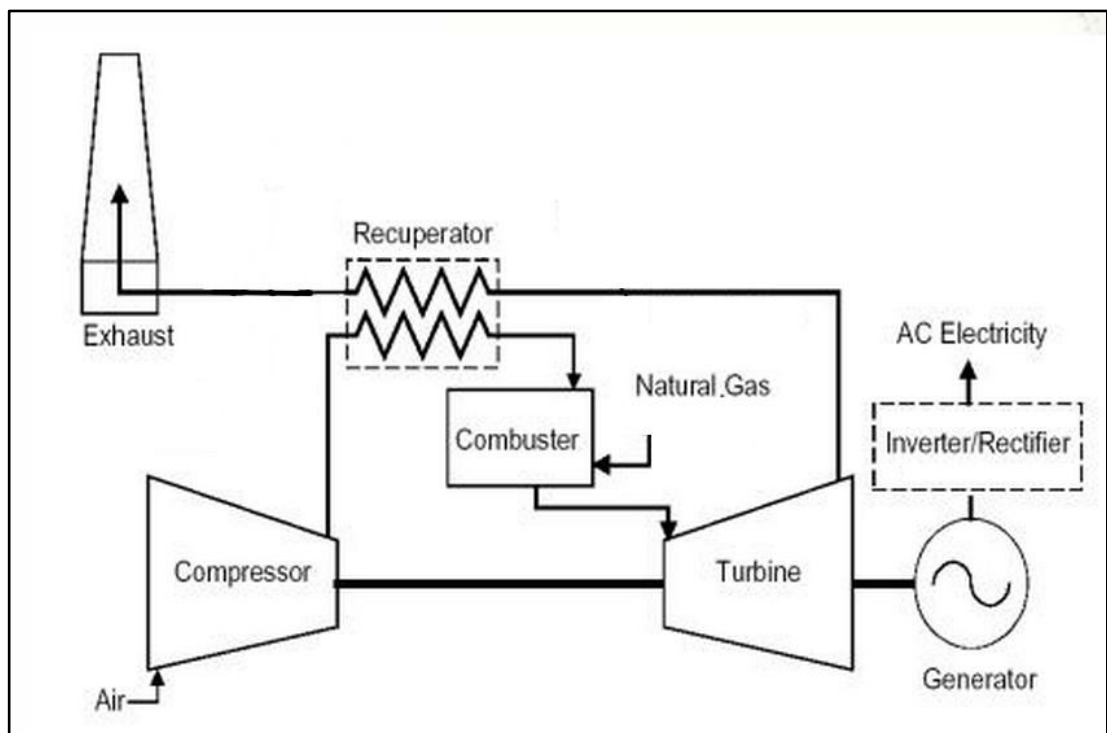 Recuperator
Exhaust
AC Electricity
Natural.Gas
Combuster
Inverter/Rectifier
Compressor
Turbine
Air
Generator